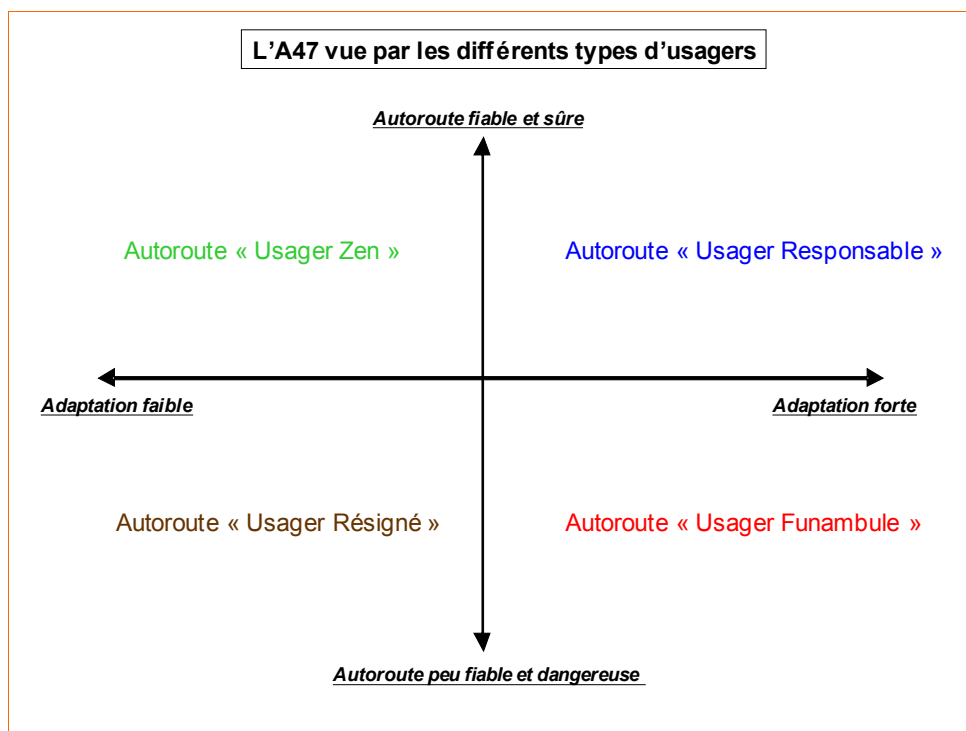 L'A47 vue par les différents types d'usagers
Autoroute fiable et sûre
Autoroute « Usager Zen »
Autoroute « Usager Responsable »
Adaptation faible
Adaptation forte
Autoroute « Usager Résigné »
Autoroute « Usager Funambule »
Autoroute peu fiable et dangereuse